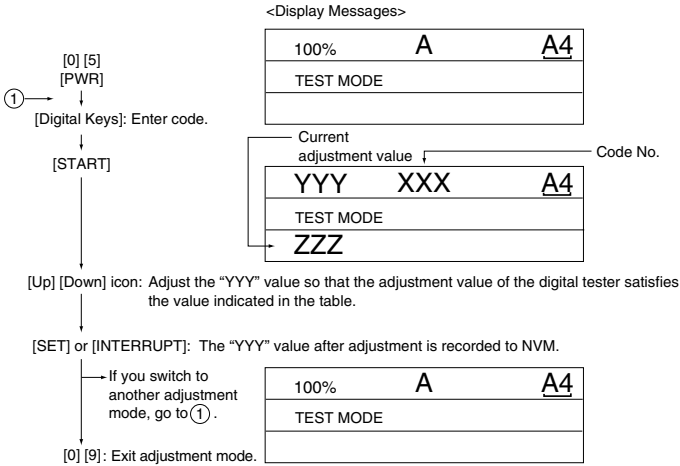 <Display Messages>
100% A A4
TEST MODE
[0] [5]
[PWR]
1
[Digital Keys]: Enter code.
[START]
Current
adjustment value
Code No.
YYY XXX A4
TEST MODE
ZZZ
[Up] [Down] icon: Adjust the “YYY” value so that the adjustment value of the digital tester satisfies
the value indicated in the table.
[SET] or [INTERRUPT]: The “YYY” value after adjustment is recorded to NVM.
If you switch to
another adjustment
mode, go to 1 .
100% A A4
TEST MODE
[0] [9] : Exit adjustment mode.